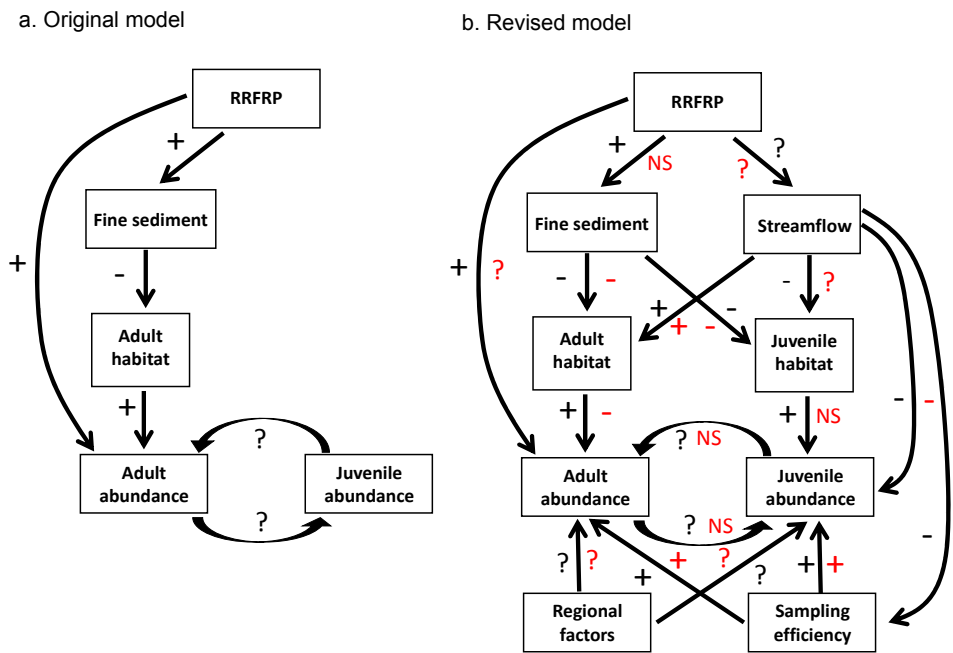 a. Original model
RRFRP
+
Fine sediment
+
-
Adult
habitat
+
?
Adult
abundance
Juvenile
abundance
?
b. Revised model
RRFRP
+
NS
?
?
Fine sediment
Streamflow
+
?
-
-
-
?
+
+
-
-
Adult
habitat
Juvenile
habitat
+
-
+
NS
-
-
?
NS
Adult
abundance
Juvenile
abundance
?
NS
-
?
?
+
+
?
?
+
+
Regional
factors
Sampling
efficiency